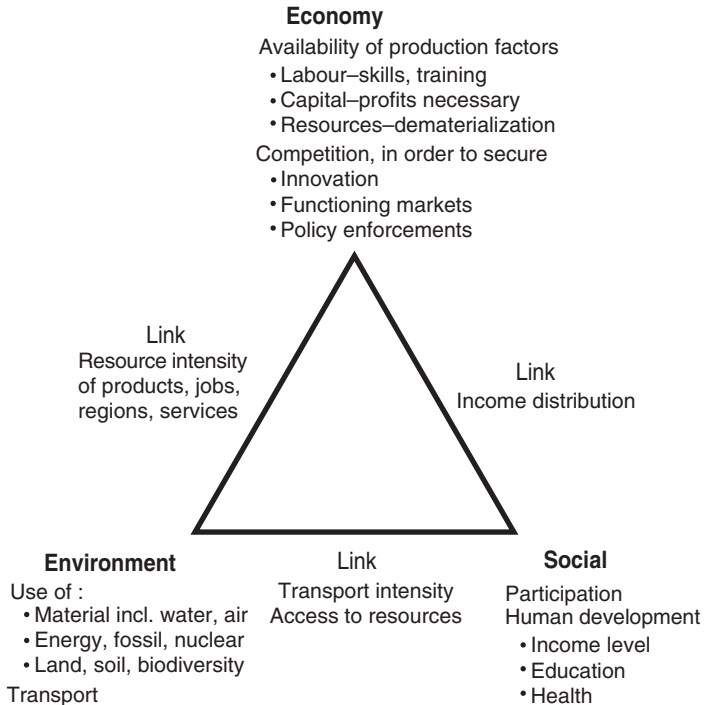 Economy
Availability of production factors
• Labour–skills, training
• Capital–profits necessary
• Resources–dematerialization
Competition, in order to secure
• Innovation
• Functioning markets
• Policy enforcements
Link
Resource intensity
of products, jobs,
regions, services
Link
Income distribution
Environment
Use of :
• Material incl. water, air
• Energy, fossil, nuclear
• Land, soil, biodiversity
Transport
Link
Transport intensity
Access to resources
Social
Participation
Human development
• Income level
• Education
• Health